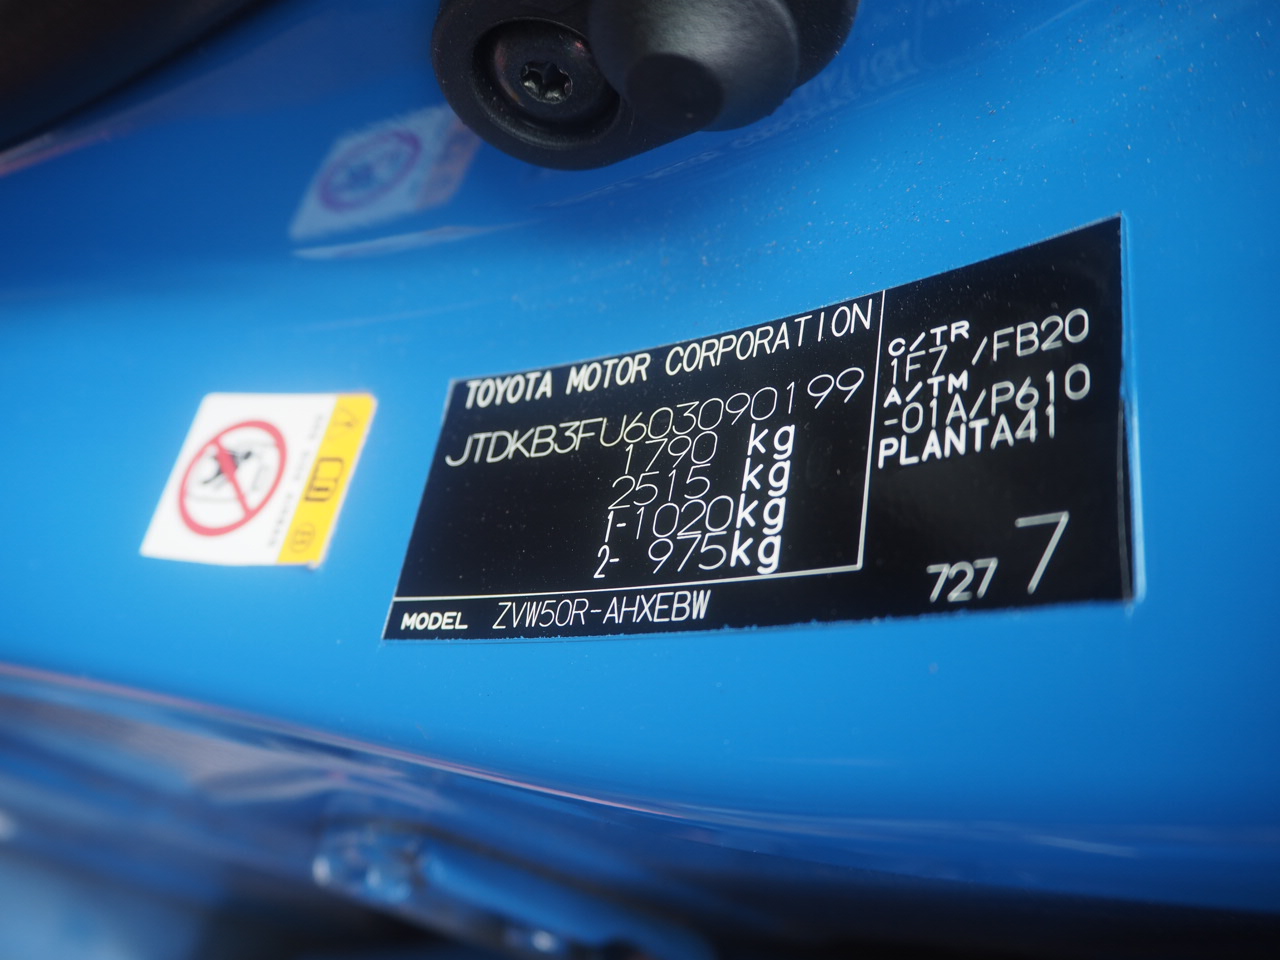 TOYOTA MOTOR CORPORATION
JTDKB3FU603090199
1790 kg
2515 kg
1-1020kg
2- 975kg
MODEL ZVW50R-AHXEBW
C/TR
1F7 /FB20
A/TM
-01A/P610
PLANTA41
727 7